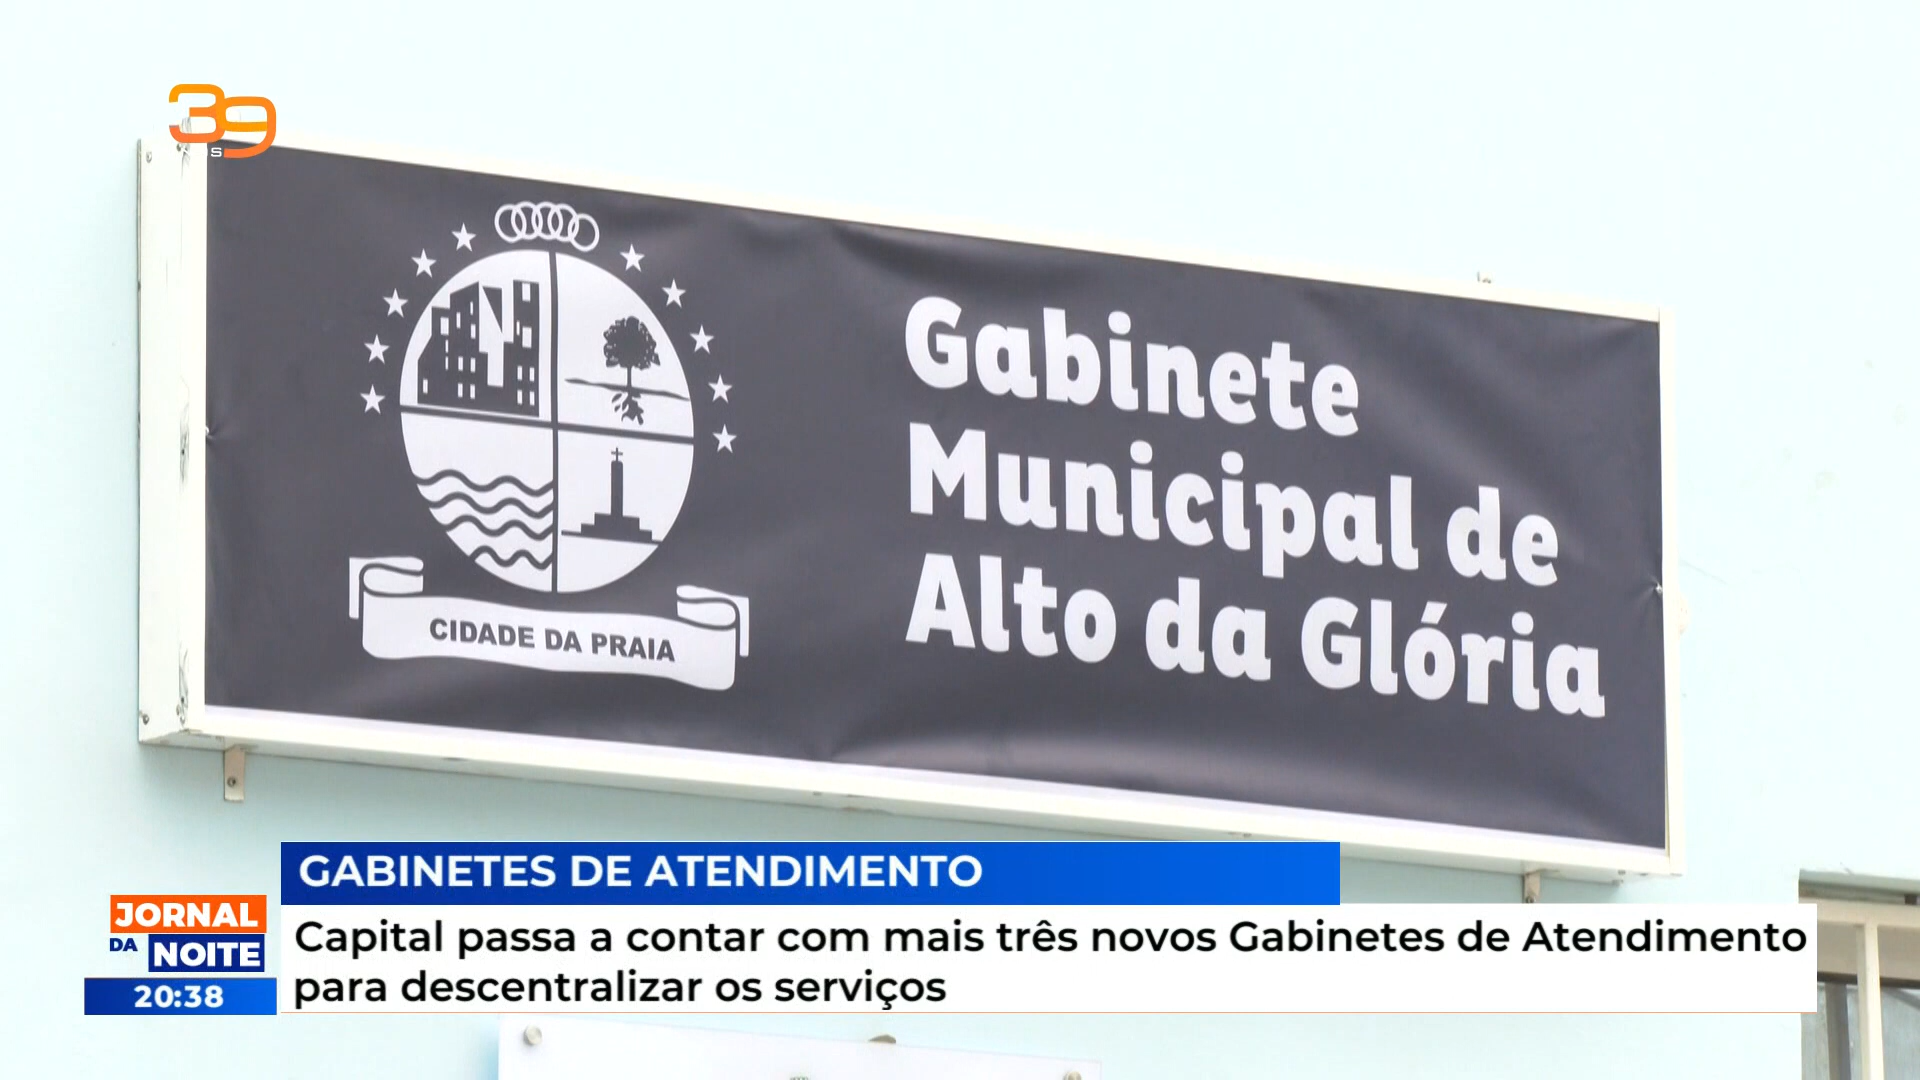 39
Gabinete
Municipal de
Alto da Glória
CIDADE DA PRAIA
GABINETES DE ATENDIMENTO
JORNAL
DA NOITE
20:38
Capital passa a contar com mais três novos Gabinetes de Atendimento
para descentralizar os serviços